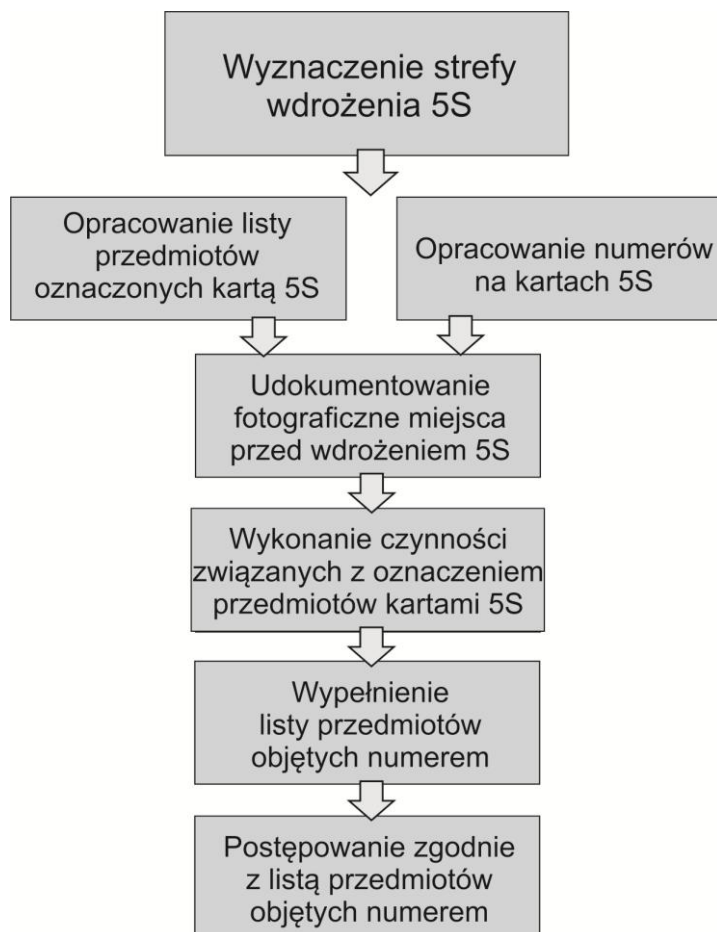 Wyznaczenie strefy
wdrożenia 5S
Opracowanie listy
przedmiotów
oznaczonych kartą 5S
Opracowanie numerów
na kartach 5S
Udokumentowanie
fotograficzne miejsca
przed wdrożeniem 5S
Wykonanie czynności
związanych z oznaczeniem
przedmiotów kartami 5S
Wypełnienie
listy przedmiotów
objętych numerem
Postępowanie zgodnie
z listą przedmiotów
objętych numerem